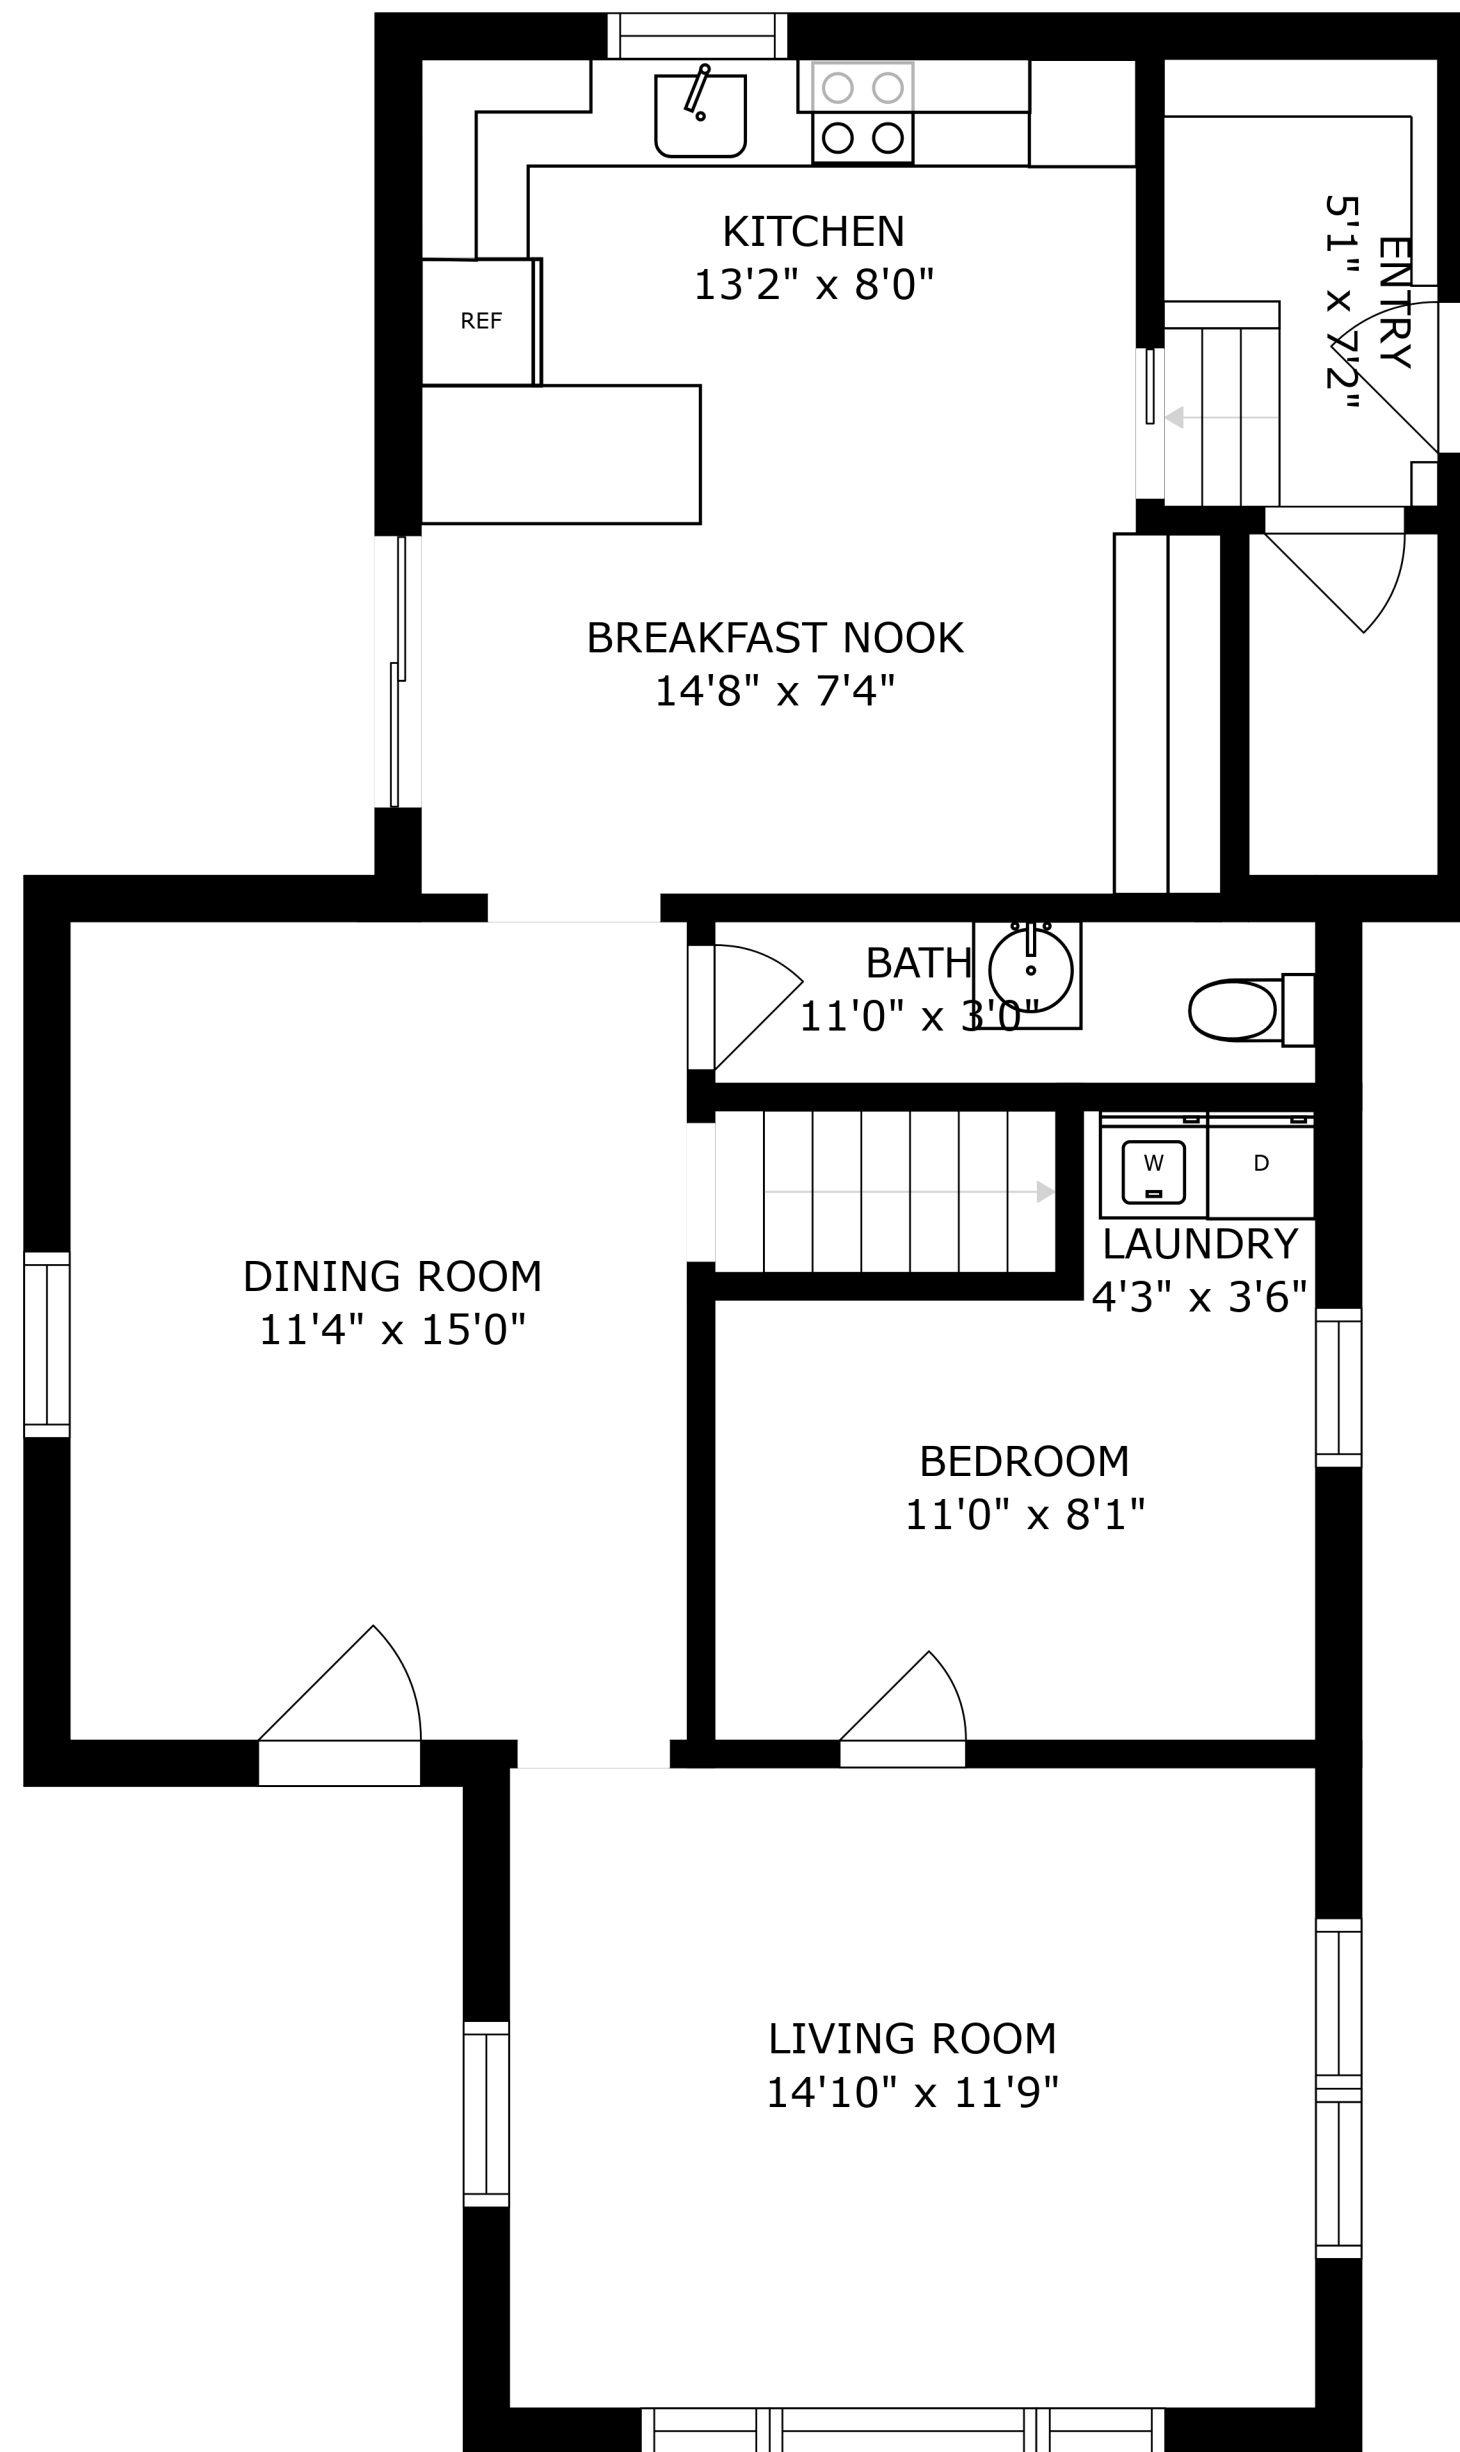 KITCHEN
13'2" x 8'0"
ENTRY
5'1" x 7'2"
REF
BREAKFAST NOOK
14'8" x 7'4"
BATH
11'0" x 3'0"
W
D
LAUNDRY
4'3" x 3'6"
DINING ROOM
11'4" x 15'0"
BEDROOM
11'0" x 8'1"
LIVING ROOM
14'10" x 11'9"